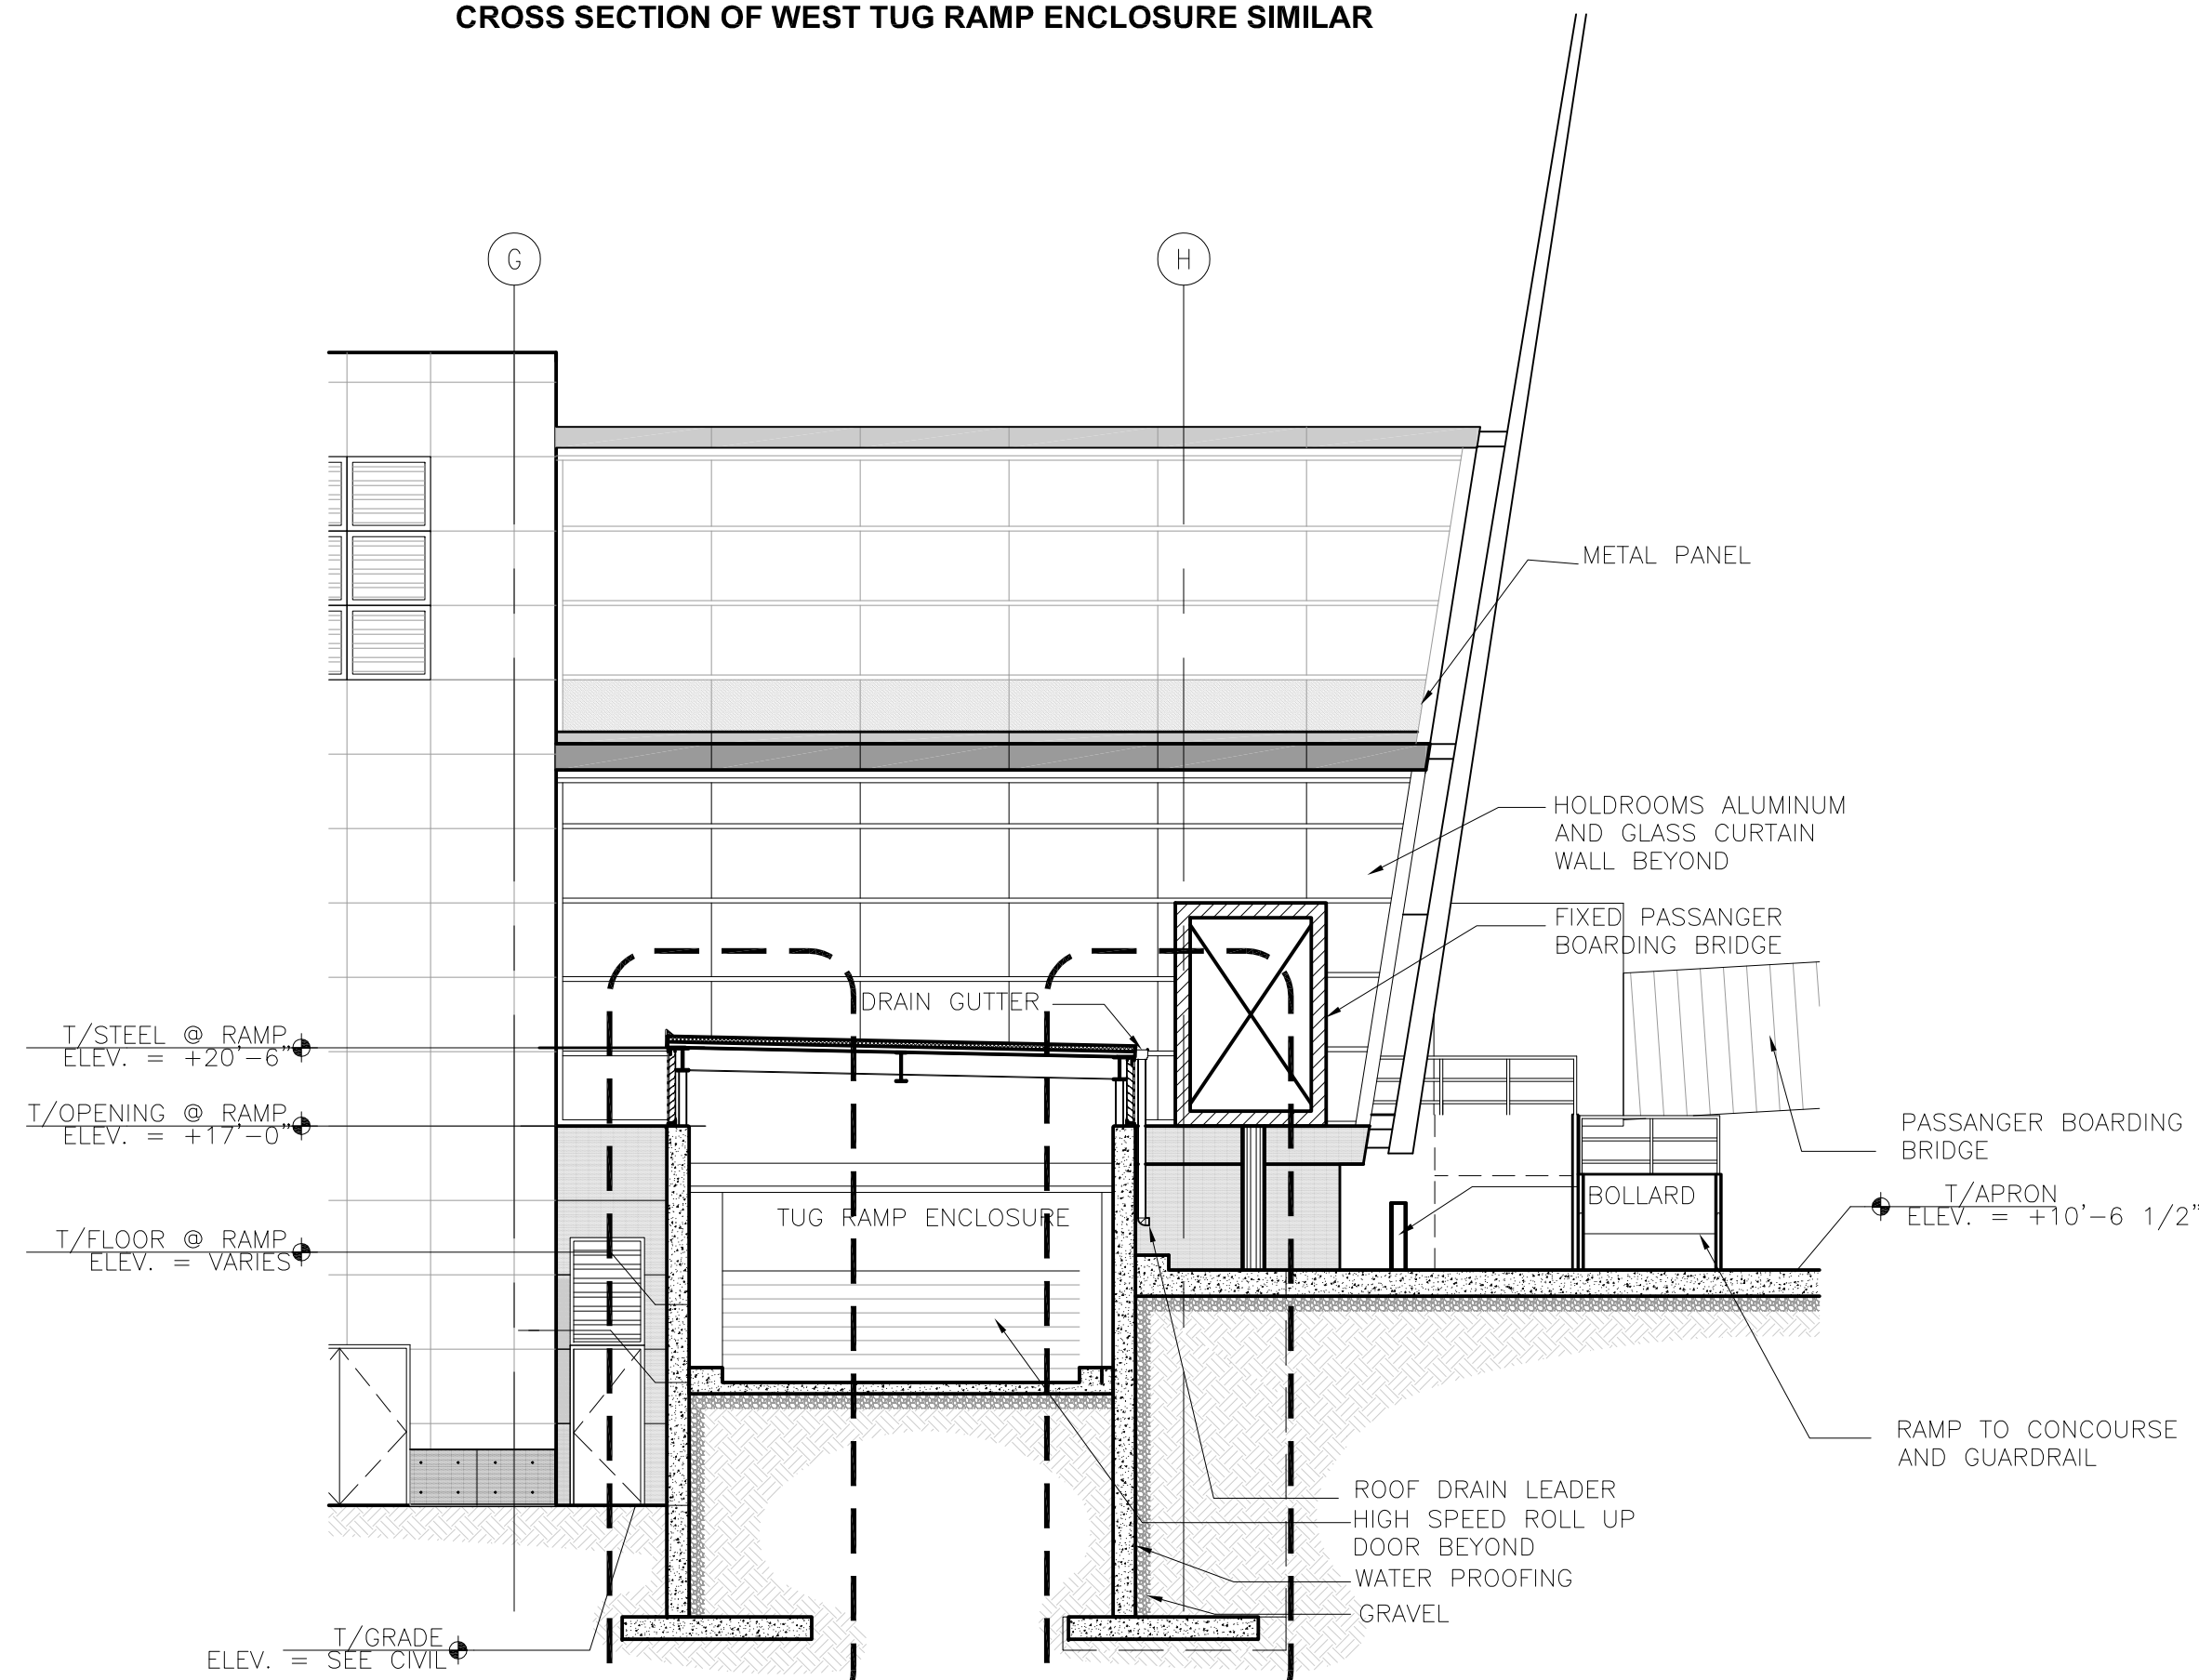 CROSS SECTION OF WEST TUG RAMP ENCLOSURE SIMILAR
G
H
METAL PANEL
HOLDROOMS ALUMINUM
AND GLASS CURTAIN
WALL BEYOND
FIXED PASSANGER
BOARDING BRIDGE
DRAIN GUTTER
T/STEEL @ RAMP
ELEV. = +20'-6"
T/OPENING @ RAMP
ELEV. = +17'-0"
PASSANGER BOARDING
BRIDGE
BOLLARD
T/APRON
ELEV. = +10'-6 1/2"
TUG RAMP ENCLOSURE
T/FLOOR @ RAMP
ELEV. = VARIES
RAMP TO CONCOURSE
AND GUARDRAIL
ROOF DRAIN LEADER
HIGH SPEED ROLL UP
DOOR BEYOND
WATER PROOFING
GRAVEL
T/GRADE
ELEV. = SEE CIVIL